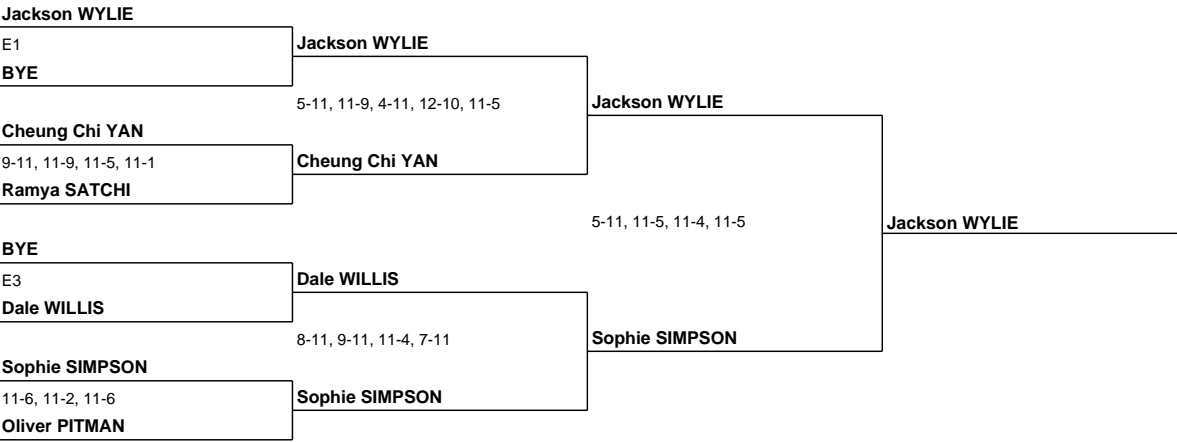 Jackson WYLIE
E1
BYE
Jackson WYLIE
5-11, 11-9, 4-11, 12-10, 11-5
Cheung Chi YAN
9-11, 11-9, 11-5, 11-1
Ramya SATCHI
Cheung Chi YAN
Jackson WYLIE
5-11, 11-5, 11-4, 11-5
Jackson WYLIE
BYE
E3
Dale WILLIS
Dale WILLIS
8-11, 9-11, 11-4, 7-11
Sophie SIMPSON
Sophie SIMPSON
11-6, 11-2, 11-6
Oliver PITMAN
Sophie SIMPSON